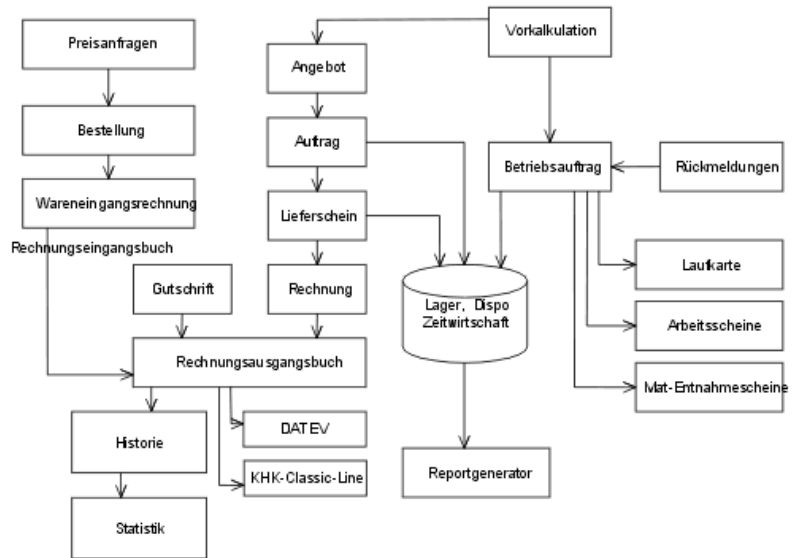 Preisanfragen
Vorkalkulation
Angebot
Bestellung
Auftrag
Betriebsauftrag
Rückmeldungen
Wareneingangsrechnung
Lieferschein
Rechnungseingangsbuch
Laufkarte
Gutschrift
Rechnung
Lager, Dispo
Zeitwirtschaft
Arbeitsscheine
Rechnungsausgangsbuch
Mat-Entnahmescheine
DATEV
Historie
KHK-Classic-Line
Reportgenerator
Statistik